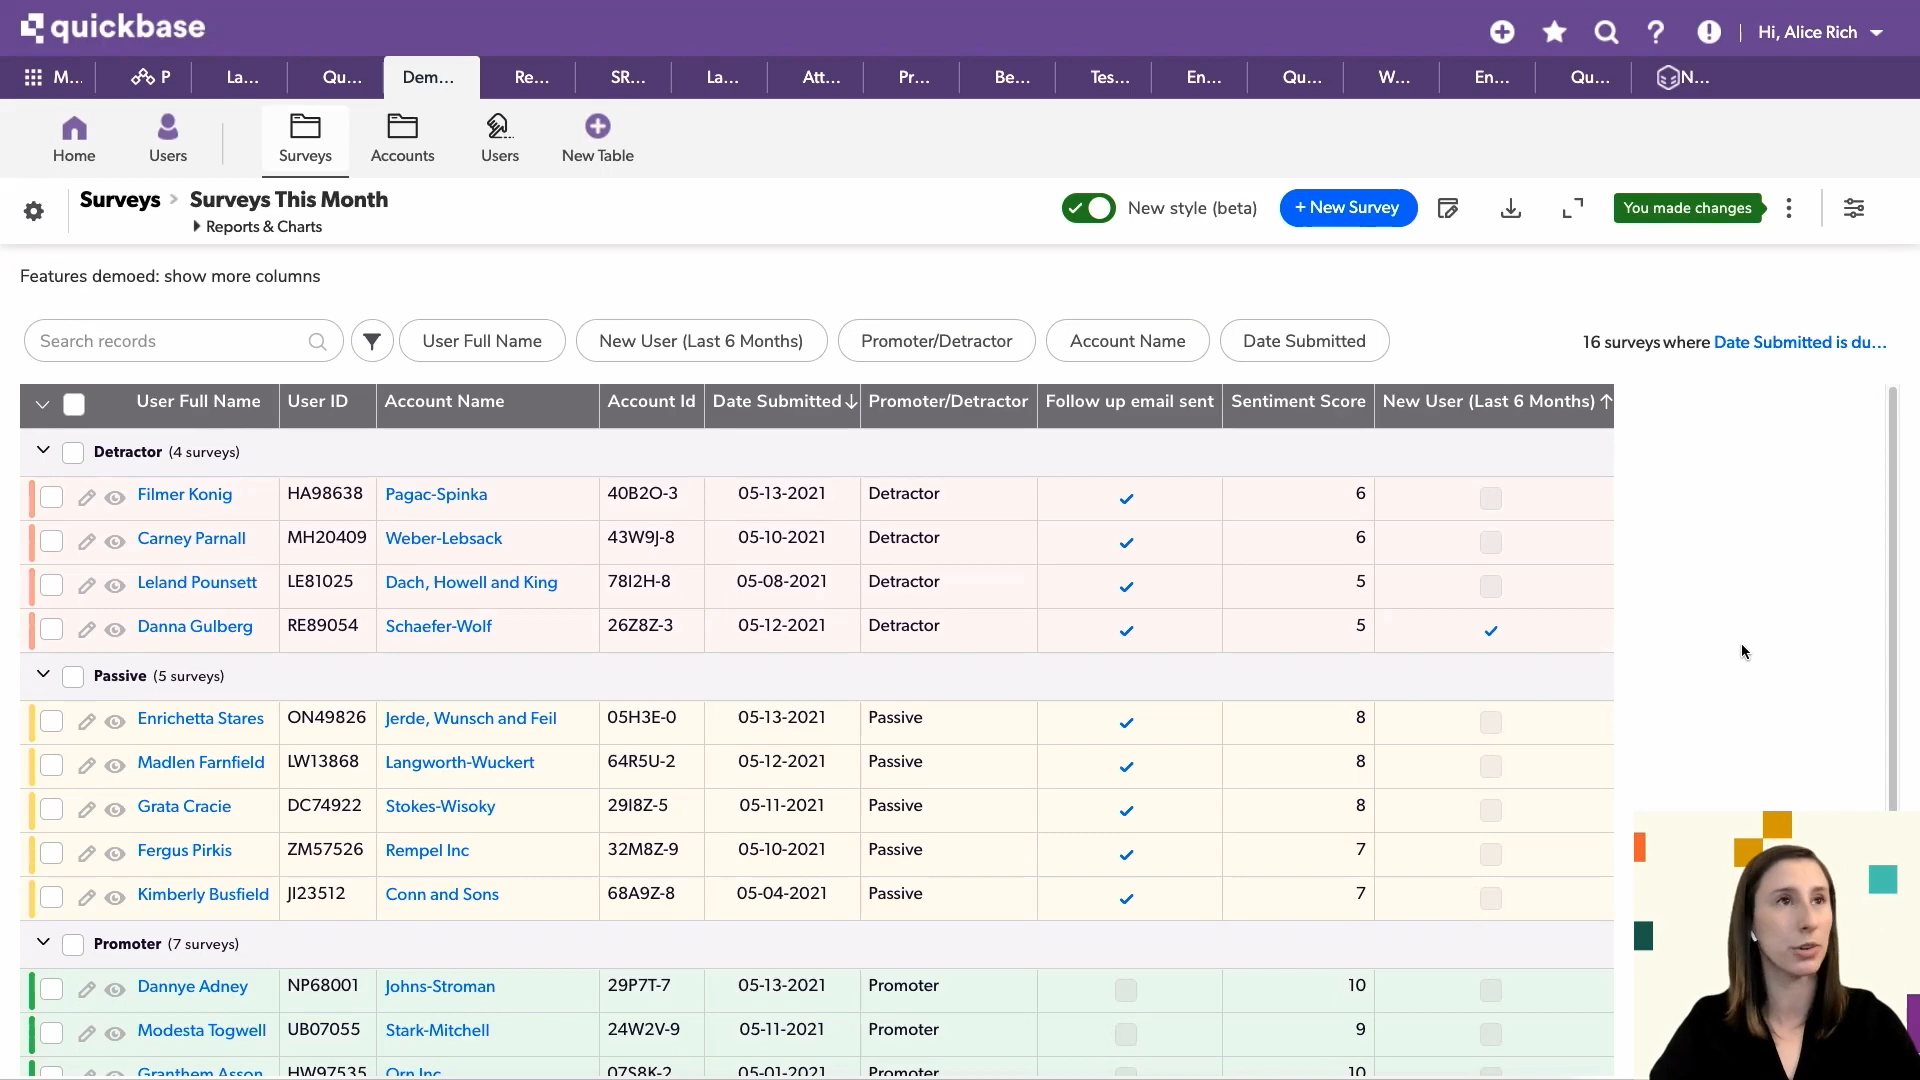 quickbase
Hi, Alice Rich
M... P La... Qu... Dem... Re... SR... La... Att... Pr... Be... Tes... En... Qu... W... En... Qu... N...
Home Users Surveys Accounts Users New Table
Surveys > Surveys This Month
Reports & Charts
New style (beta) + New Survey You made changes
Features demoed: show more columns
Search records User Full Name New User (Last 6 Months) Promoter/Detractor Account Name Date Submitted 16 surveys where Date Submitted is du...
User Full Name User ID Account Name Account Id Date Submitted Promoter/Detractor Follow up email sent Sentiment Score New User (Last 6 Months)
Detractor (4 surveys)
Filmer Konig HA98638 Pagac-Spinka 40B2O-3 05-13-2021 Detractor 6
Carney Parnall MH20409 Weber-Lebsack 43W9J-8 05-10-2021 Detractor 6
Leland Pounsett LE81025 Dach, Howell and King 78I2H-8 05-08-2021 Detractor 5
Danna Gulberg RE89054 Schaefer-Wolf 26Z8Z-3 05-12-2021 Detractor 5
Passive (5 surveys)
Enrichetta Stares ON49826 Jerde, Wunsch and Feil 05H3E-0 05-13-2021 Passive 8
Madlen Farnfield LW13868 Langworth-Wuckert 64R5U-2 05-12-2021 Passive 8
Grata Cracie DC74922 Stokes-Wisoky 29I8Z-5 05-11-2021 Passive 8
Fergus Pirkis ZM57526 Rempel Inc 32M8Z-9 05-10-2021 Passive 7
Kimberly Busfield JI23512 Conn and Sons 68A9Z-8 05-04-2021 Passive 7
Promoter (7 surveys)
Dannye Adney NP68001 Johns-Stroman 29P7T-7 05-13-2021 Promoter 10
Modesta Togwell UB07055 Stark-Mitchell 24W2V-9 05-11-2021 Promoter 9
Granthem Asson HW97535 Orn Inc 07S8K-2 05-01-2021 Promoter 10